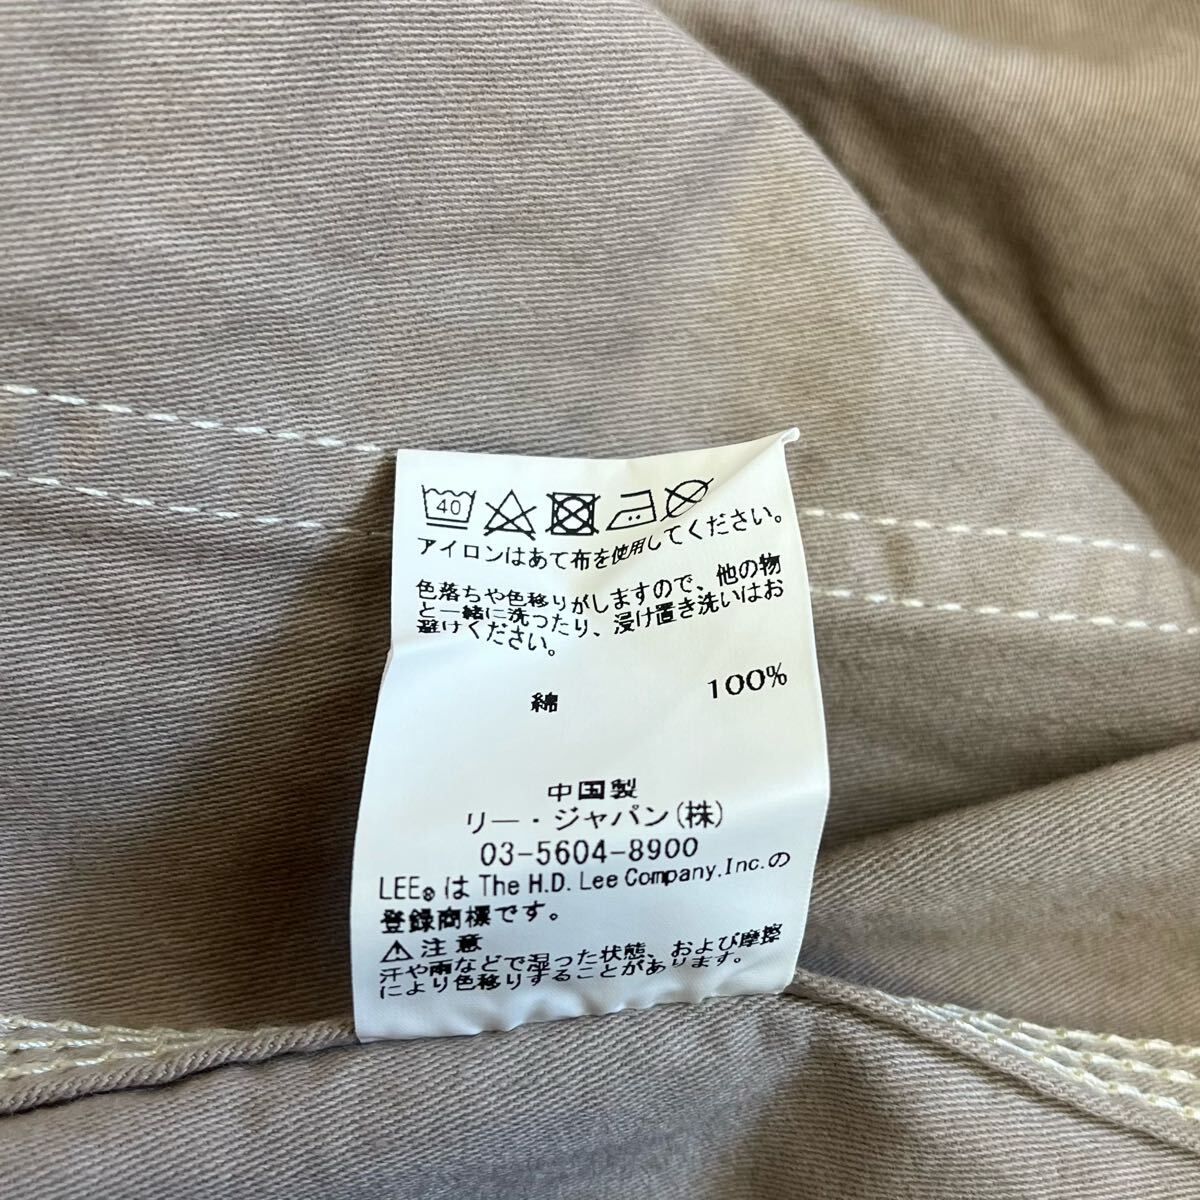 40
アイロンはあて布を使用してください。
色落ちや色移りがしますので、他の物
と一緒に洗ったり、浸け置き洗いはお
避けください。
綿 100%
中国製
リー・ジャパン(株)
03-5604-8900
LEE® は The H.D. Lee Company, Inc. の
登録商標です。
⚠注意
汗や雨などで湿った状態、および摩擦
により色移りすることがあります。